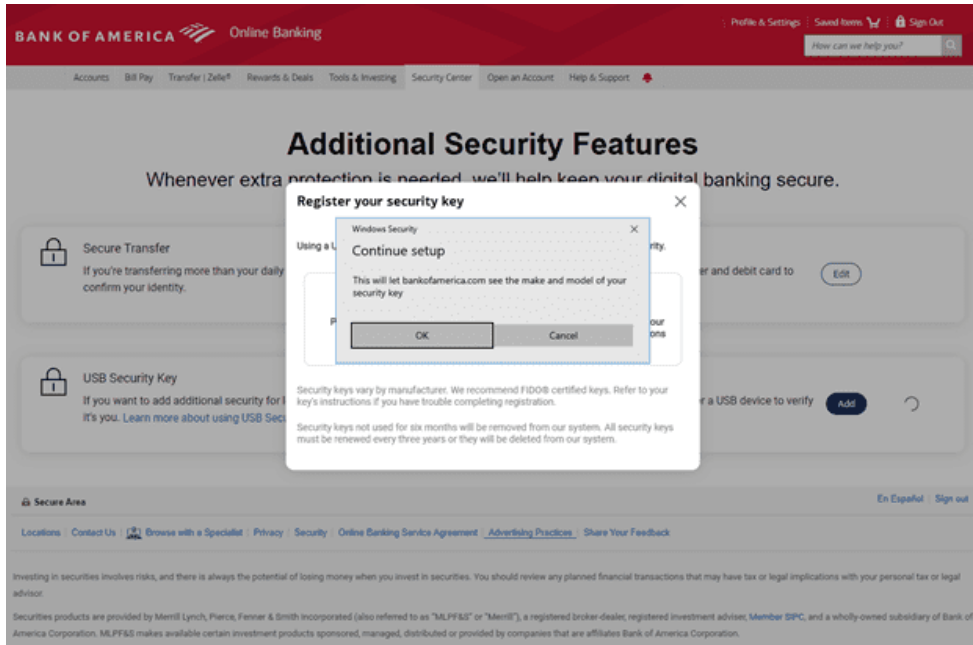 BANK OF AMERICA Online Banking
Profile & Settings Saved Items Sign Out
How can we help you?
Accounts Bill Pay Transfer | Zelle® Rewards & Deals Tools & Investing Security Center Open an Account Help & Support
Additional Security Features
Whenever extra protection is needed, we'll help keep your digital banking secure.
Register your security key
Windows Security
Continue setup
Using a U
rity.
This will let bankofamerica.com see the make and model of your
security key
P
our
ons
OK Cancel
Security keys vary by manufacturer. We recommend FIDO® certified keys. Refer to your
key's instructions if you have trouble completing registration.
Security keys not used for six months will be removed from our system. All security keys
must be renewed every three years or they will be deleted from our system.
Secure Transfer
If you're transferring more than your daily
er and debit card to
confirm your identity.
Edit
USB Security Key
If you want to add additional security for l
r a USB device to verify
it's you. Learn more about using USB Secu
Add
Secure Area
En Español Sign out
Locations Contact Us Browse with a Specialist Privacy Security Online Banking Service Agreement Advertising Practices Share Your Feedback
Investing in securities involves risks, and there is always the potential of losing money when you invest in securities. You should review any planned financial transactions that may have tax or legal implications with your personal tax or legal
advisor.
Securities products are provided by Merrill Lynch, Pierce, Fenner & Smith Incorporated (also referred to as "MLPF&S" or "Merrill"), a registered broker-dealer, registered investment adviser, Member SIPC, and a wholly-owned subsidiary of Bank of
America Corporation. MLPF&S makes available certain investment products sponsored, managed, distributed or provided by companies that are affiliates Bank of America Corporation.